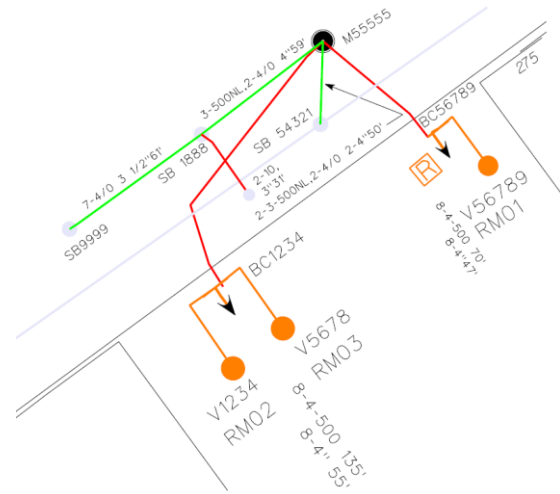 M55555
3-500NL,2-4/0 4"59'
275
BC56789
SB 54321
7-4/0 3 1/2"61'
SB 1888
2-10,
3"31'
2-3-500NL,2-4/0 2-4"50'
V56789
RM01
8-4-500 70'
8-4"47'
R
SB9999
BC1234
V5678
RM03
V1234
RM02
8-4-500 135'
8-4" 55'